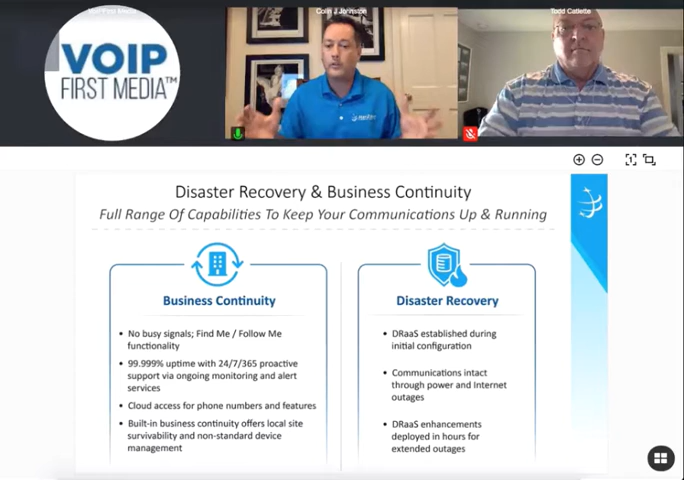 Colin J Johnston
Todd Catlette
VOIP
FIRST MEDIA™
Disaster Recovery & Business Continuity
Full Range Of Capabilities To Keep Your Communications Up & Running
Business Continuity
• No busy signals; Find Me / Follow Me
functionality
• 99.999% uptime with 24/7/365 proactive
support via ongoing monitoring and alert
services
• Cloud access for phone numbers and features
• Built-in business continuity offers local site
survivability and non-standard device
management
Disaster Recovery
• DRaaS established during
initial configuration
• Communications intact
through power and Internet
outages
• DRaaS enhancements
deployed in hours for
extended outages